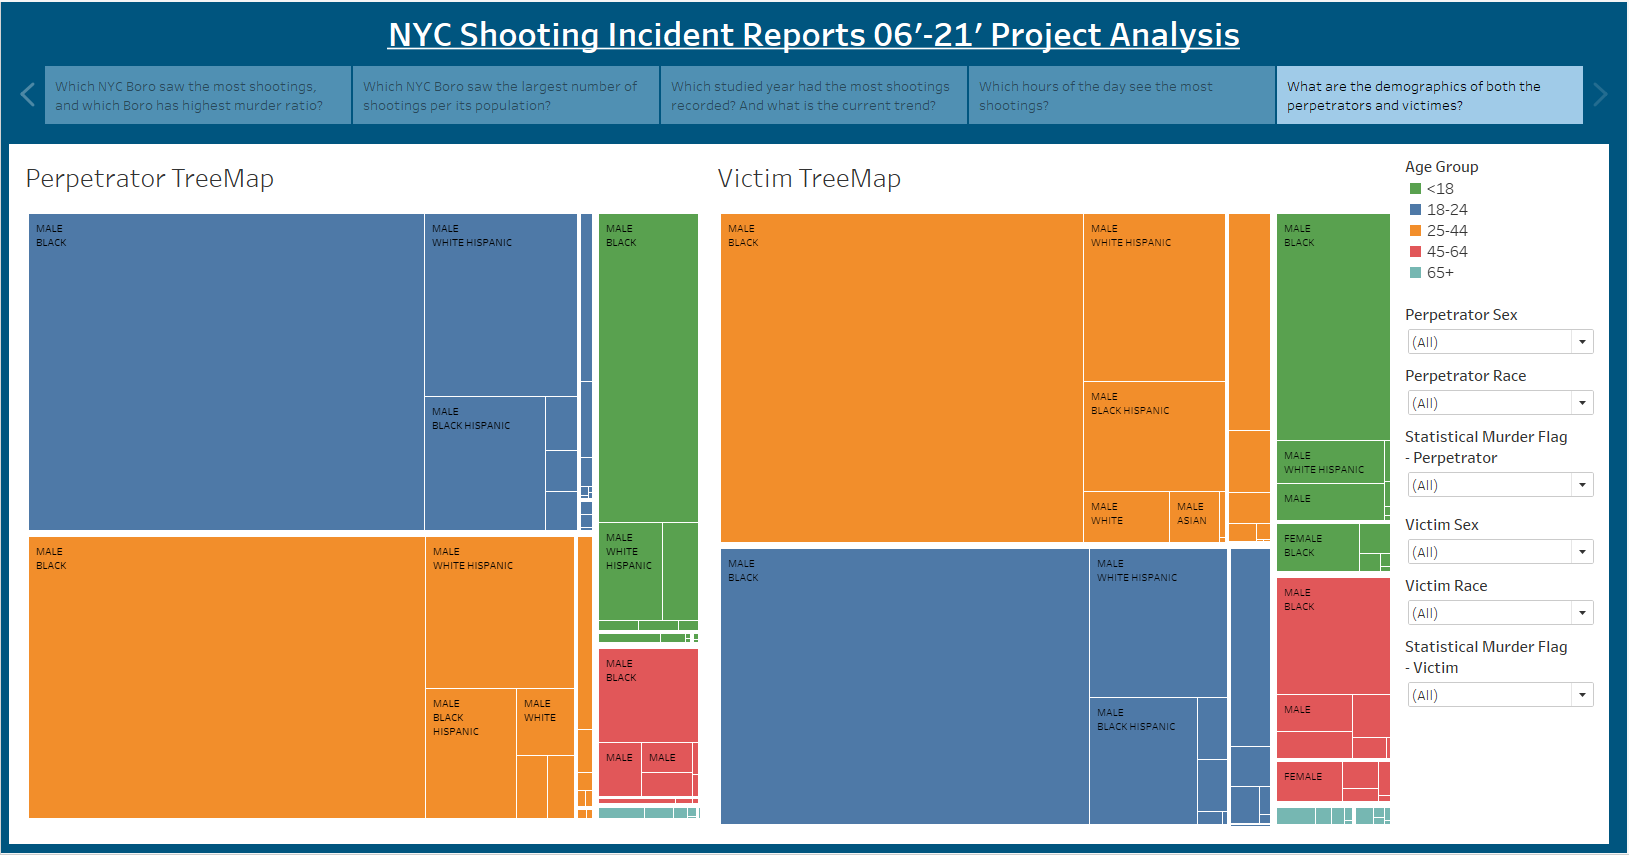 NYC Shooting Incident Reports 06’-21’ Project Analysis
Which NYC Boro saw the most shootings,
and which Boro has highest murder ratio?
Which NYC Boro saw the largest number of
shootings per its population?
Which studied year had the most shootings
recorded? And what is the current trend?
Which hours of the day see the most
shootings?
What are the demographics of both the
perpetrators and victimes?
Perpetrator TreeMap
MALE
BLACK
MALE
WHITE HISPANIC
MALE
BLACK HISPANIC
MALE
BLACK
MALE
WHITE
HISPANIC
MALE
BLACK
MALE
WHITE HISPANIC
MALE
BLACK
HISPANIC
MALE
WHITE
MALE
BLACK
MALE
MALE
Victim TreeMap
MALE
BLACK
MALE
WHITE HISPANIC
MALE
BLACK HISPANIC
MALE
WHITE
MALE
ASIAN
MALE
BLACK
MALE
WHITE HISPANIC
MALE
BLACK HISPANIC
MALE
BLACK
MALE
WHITE HISPANIC
MALE
FEMALE
BLACK
MALE
BLACK
MALE
FEMALE
Age Group
<18
18-24
25-44
45-64
65+
Perpetrator Sex
(All)
Perpetrator Race
(All)
Statistical Murder Flag
- Perpetrator
(All)
Victim Sex
(All)
Victim Race
(All)
Statistical Murder Flag
- Victim
(All)